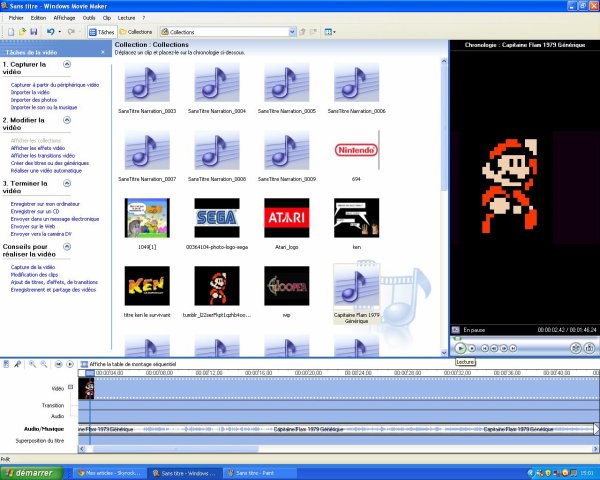 Sans titre - Windows Movie Maker
Fichier Edition Affichage Outils Clip Lecture ?
Tâches Collections Collections
Tâches de la vidéo
1. Capturer la vidéo
Capturer à partir du périphérique vidéo
Importer la vidéo
Importer des photos
Importer le son ou la musique
2. Modifier la vidéo
Afficher les collections
Afficher les effets vidéo
Afficher les transitions vidéo
Créer des titres ou des génériques
Réaliser une vidéo automatique
3. Terminer la vidéo
Enregistrer sur mon ordinateur
Enregistrer sur un CD
Envoyer dans un message électronique
Envoyer sur le Web
Envoyer vers la caméra DV
Conseils pour réaliser la vidéo
Capture de la vidéo
Modification des clips
Ajout de titres, d'effets, de transitions
Enregistrement et partage des vidéos
Collection : Collections
Déplacez un clip et placez-le sur la chronologie ci-dessous.
SansTitre Narration_0003
SansTitre Narration_0004
SansTitre Narration_0005
SansTitre Narration_0006
SansTitre Narration_0007
SansTitre Narration_0008
SansTitre Narration_0009
Nintendo
694
1049[1]
SEGA
00364104-photo-logo-sega
ATARI
Atari_logo
ken
KEN
titre ken le survivant
LOOPER
Capitaine Flam 1979 Générique
Chronologie : Capitaine Flam 1979 Générique
En pause
00:00:02,42 / 00:01:46,24
Lecture
Affiche la table de montage séquentiel
00:00:04,00 00:00:08,00 00:00:12,00 00:00:16,00 00:00:20,00 00:00:24,00 00:00:28,00 00:00:32,00 00:00:36,00 00:00:40,00
Vidéo
Transition
Audio
Audio/Musique
Flam 1979 Générique
Capitaine Flam 1979 Générique
Capitaine Flam 1979 Générique
Superposition du titre
Prêt
démarrer
Mes articles - Skyrock...
Sans titre - Windows ...
Sans titre - Paint
15:01